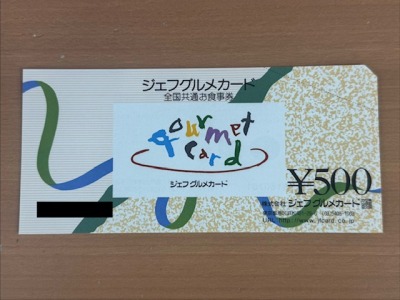 ジェフグルメカード
全国共通お食事券
gourmet
card
ジェフグルメカード
¥500
株式会社 ジェフグルメカード